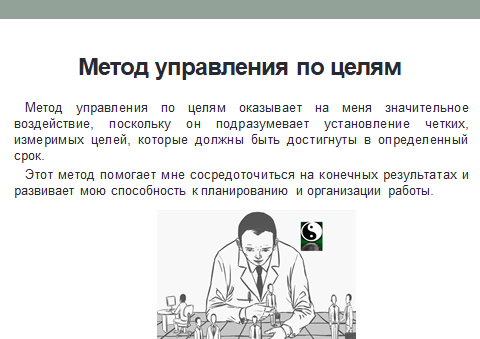 Метод управления по целям
Метод управления по целям оказывает на меня значительное
воздействие, поскольку он подразумевает установление четких,
измеримых целей, которые должны быть достигнуты в определенный
срок.
Этот метод помогает мне сосредоточиться на конечных результатах и
развивает мою способность к планированию и организации работы.